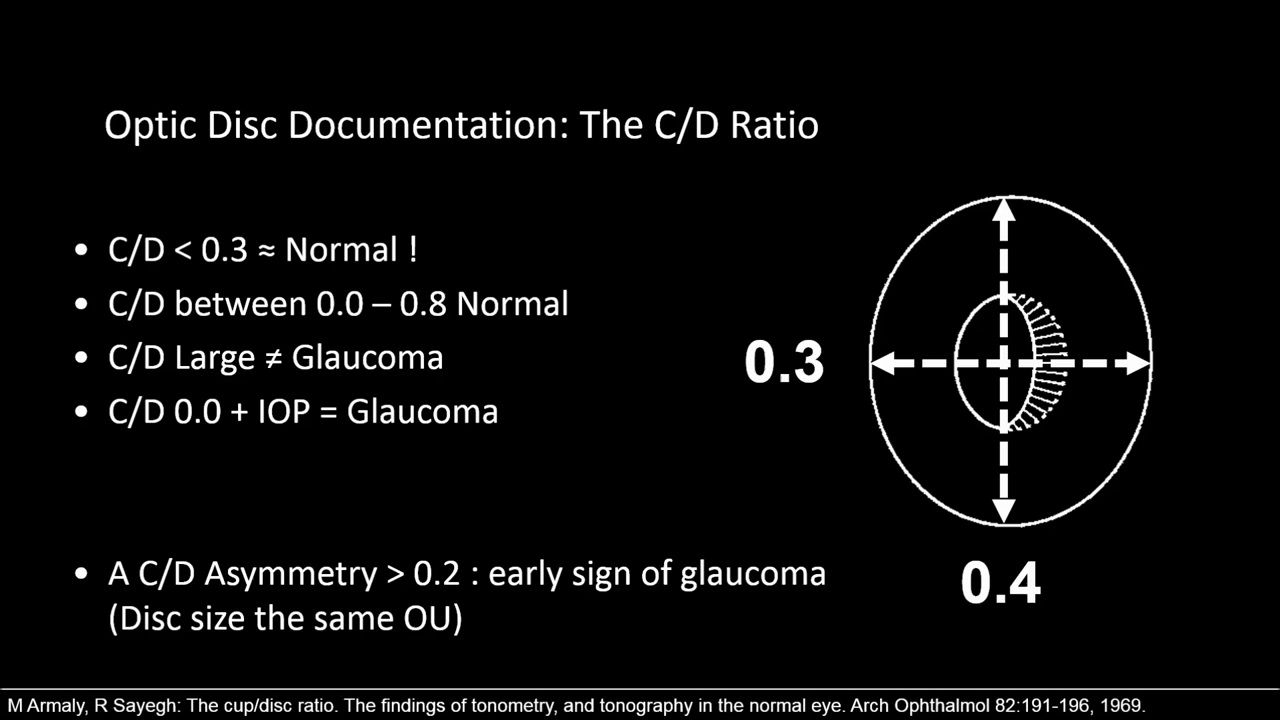 Optic Disc Documentation: The C/D Ratio
• C/D < 0.3 ≈ Normal !
• C/D between 0.0 – 0.8 Normal
• C/D Large ≠ Glaucoma
• C/D 0.0 + IOP = Glaucoma
0.3
0.4
• A C/D Asymmetry > 0.2 : early sign of glaucoma
(Disc size the same OU)
M Armaly, R Sayegh: The cup/disc ratio. The findings of tonometry, and tonography in the normal eye. Arch Ophthalmol 82:191-196, 1969.